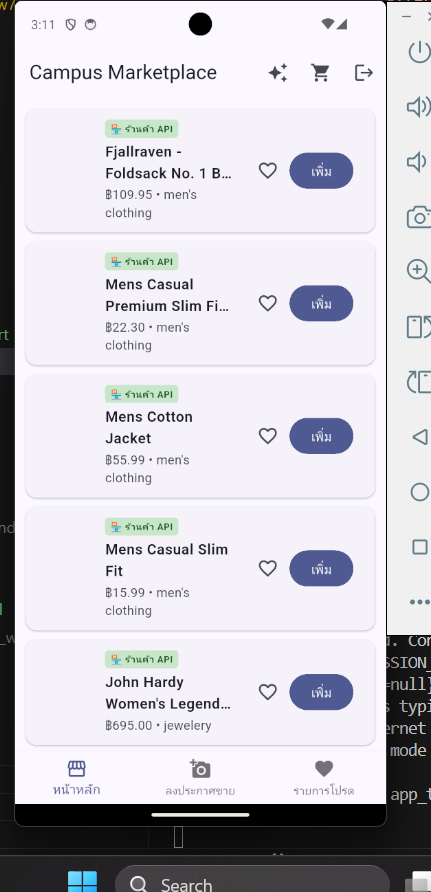 3:11
Campus Marketplace
ร้านค้า API
Fjallraven -
Foldsack No. 1 B...
฿109.95 • men's
clothing
เพิ่ม
ร้านค้า API
Mens Casual
Premium Slim Fi...
฿22.30 • men's
clothing
เพิ่ม
ร้านค้า API
Mens Cotton
Jacket
฿55.99 • men's
clothing
เพิ่ม
ร้านค้า API
Mens Casual Slim
Fit
฿15.99 • men's
clothing
เพิ่ม
ร้านค้า API
John Hardy
Women's Legend...
฿695.00 • jewelery
เพิ่ม
หน้าหลัก
ลงประกาศขาย
รายการโปรด
=null}
mode
app_t
Search